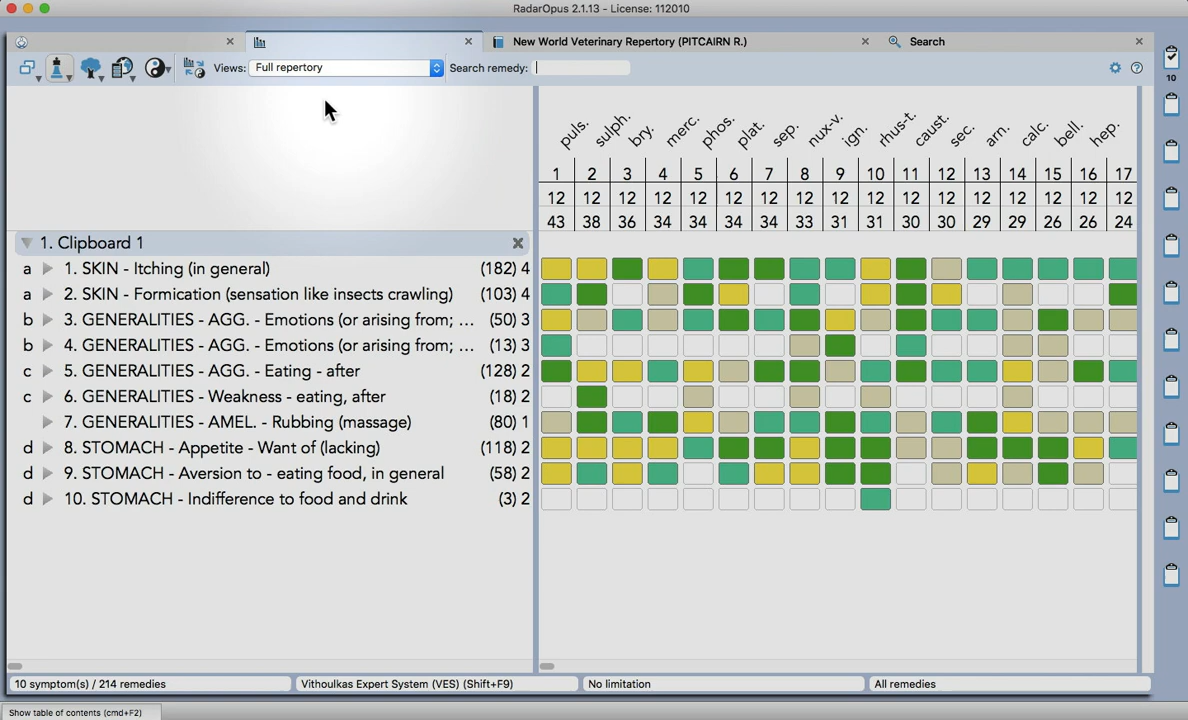 RadarOpus 2.1.13 - License: 112010
New World Veterinary Repertory (PITCAIRN R.)
Search
Views: Full repertory
Search remedy:
10
puls. sulph. bry. merc. phos. plat. sep. nux-v. ign. rhus-t. caust. sec. arn. calc. bell. hep.
1 2 3 4 5 6 7 8 9 10 11 12 13 14 15 16 17
12 12 12 12 12 12 12 12 12 12 12 12 12 12 12 12 12
43 38 36 34 34 34 34 33 31 31 30 30 29 29 26 26 24
1. Clipboard 1
a 1. SKIN - Itching (in general) (182) 4
a 2. SKIN - Formication (sensation like insects crawling) (103) 4
b 3. GENERALITIES - AGG. - Emotions (or arising from; ... (50) 3
b 4. GENERALITIES - AGG. - Emotions (or arising from; ... (13) 3
c 5. GENERALITIES - AGG. - Eating - after (128) 2
c 6. GENERALITIES - Weakness - eating, after (18) 2
7. GENERALITIES - AMEL. - Rubbing (massage) (80) 1
d 8. STOMACH - Appetite - Want of (lacking) (118) 2
d 9. STOMACH - Aversion to - eating food, in general (58) 2
d 10. STOMACH - Indifference to food and drink (3) 2
10 symptom(s) / 214 remedies
Vithoulkas Expert System (VES) (Shift+F9)
No limitation
All remedies
Show table of contents (cmd+F2)